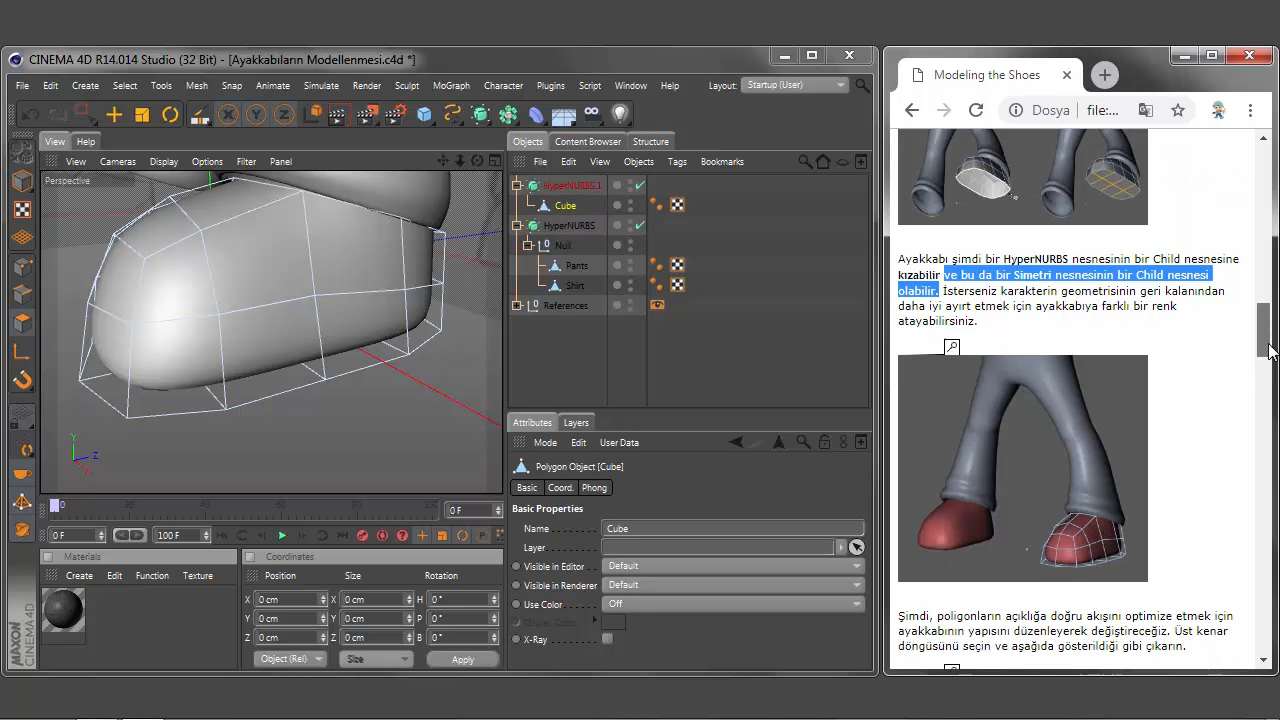 CINEMA 4D R14.014 Studio (32 Bit) - [Ayakkabıların Modellenmesi.c4d *]
File Edit Create Select Tools Mesh Snap Animate Simulate Render Sculpt MoGraph Character Plugins Script Window Help Layout: Startup (User)
View Help
View Cameras Display Options Filter Panel
Perspective
Y
Z
X
0 30 60 90 100
0 F
0 F 100 F
Materials
Create Edit Function Texture
Coordinates
Position Size Rotation
X 0 cm X 0 cm H 0 °
Y 0 cm Y 0 cm P 0 °
Z 0 cm Z 0 cm B 0 °
Object (Rel) Size Apply
MAXON
CINEMA 4D
Objects Content Browser Structure
File Edit View Objects Tags Bookmarks
HyperNURBS.1
Cube
HyperNURBS
Null
Pants
Shirt
References
Attributes Layers
Mode Edit User Data
Polygon Object [Cube]
Basic Coord. Phong
Basic Properties
Name Cube
Layer
Visible in Editor Default
Visible in Renderer Default
Use Color Off
Display Color
X-Ray
Modeling the Shoes
Dosya file:...
Ayakkabı şimdi bir HyperNURBS nesnesinin bir Child nesnesine
kızabilir ve bu da bir Simetri nesnesinin bir Child nesnesi
olabilir. İsterseniz karakterin geometrisinin geri kalanından
daha iyi ayırt etmek için ayakkabıya farklı bir renk
atayabilirsiniz.
Şimdi, poligonların açıklığa doğru akışını optimize etmek için
ayakkabının yapısını düzenleyerek değiştireceğiz. Üst kenar
döngüsünü seçin ve aşağıda gösterildiği gibi çıkarın.